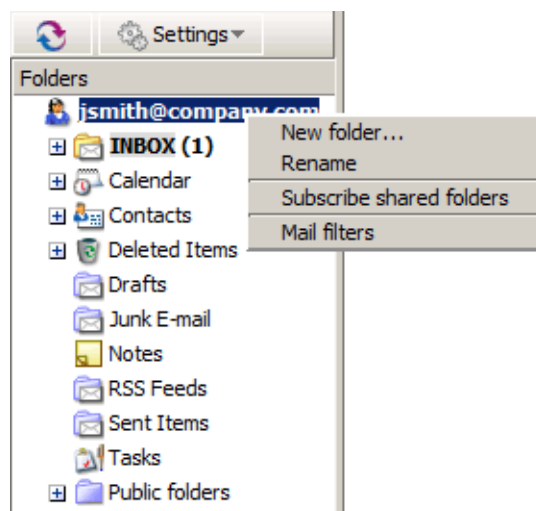 Settings
Folders
jsmith@company.com
New folder...
INBOX (1)
Rename
Calendar
Subscribe shared folders
Contacts
Mail filters
Deleted Items
Drafts
Junk E-mail
Notes
RSS Feeds
Sent Items
Tasks
Public folders